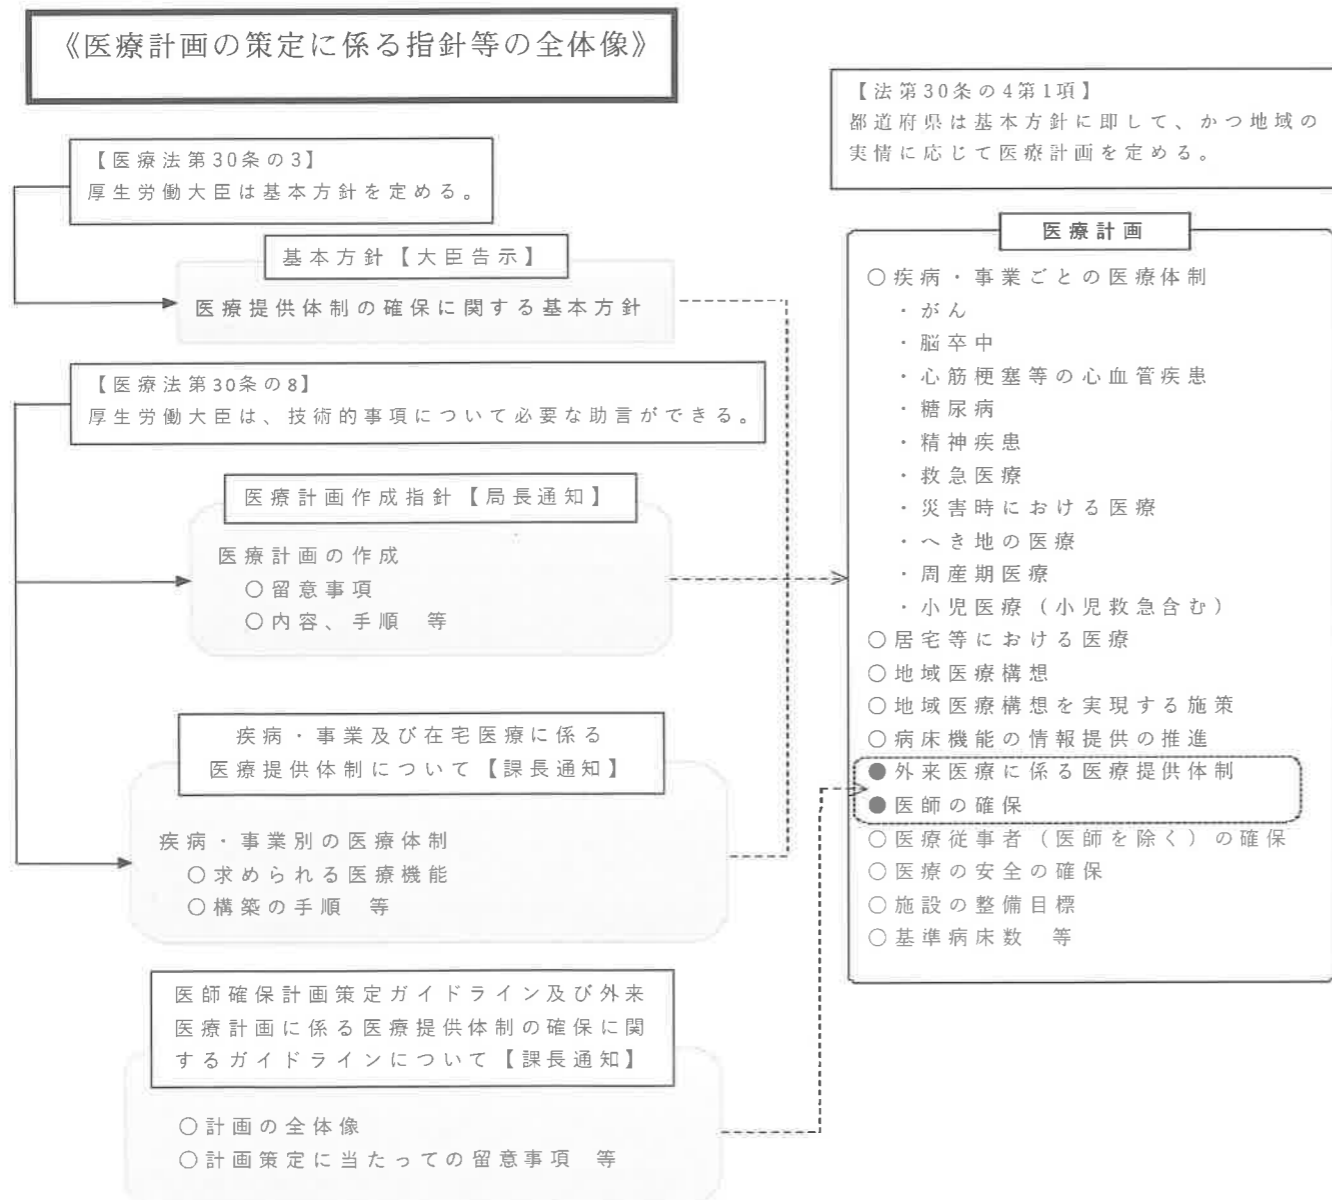 《医療計画の策定に係る指針等の全体像》
【医療法第30条の3】
厚生労働大臣は基本方針を定める。
基本方針【大臣告示】
医療提供体制の確保に関する基本方針
【医療法第30条の8】
厚生労働大臣は、技術的事項について必要な助言ができる。
医療計画作成指針【局長通知】
医療計画の作成
○留意事項
○内容、手順 等
疾病・事業及び在宅医療に係る
医療提供体制について【課長通知】
疾病・事業別の医療体制
○求められる医療機能
○構築の手順 等
医師確保計画策定ガイドライン及び外来
医療計画に係る医療提供体制の確保に関
するガイドラインについて【課長通知】
○計画の全体像
○計画策定に当たっての留意事項 等
【法第30条の4第1項】
都道府県は基本方針に即して、かつ地域の
実情に応じて医療計画を定める。
医療計画
○疾病・事業ごとの医療体制
・がん
・脳卒中
・心筋梗塞等の心血管疾患
・糖尿病
・精神疾患
・救急医療
・災害時における医療
・へき地の医療
・周産期医療
・小児医療（小児救急含む）
○居宅等における医療
○地域医療構想
○地域医療構想を実現する施策
○病床機能の情報提供の推進
●外来医療に係る医療提供体制
●医師の確保
○医療従事者（医師を除く）の確保
○医療の安全の確保
○施設の整備目標
○基準病床数 等